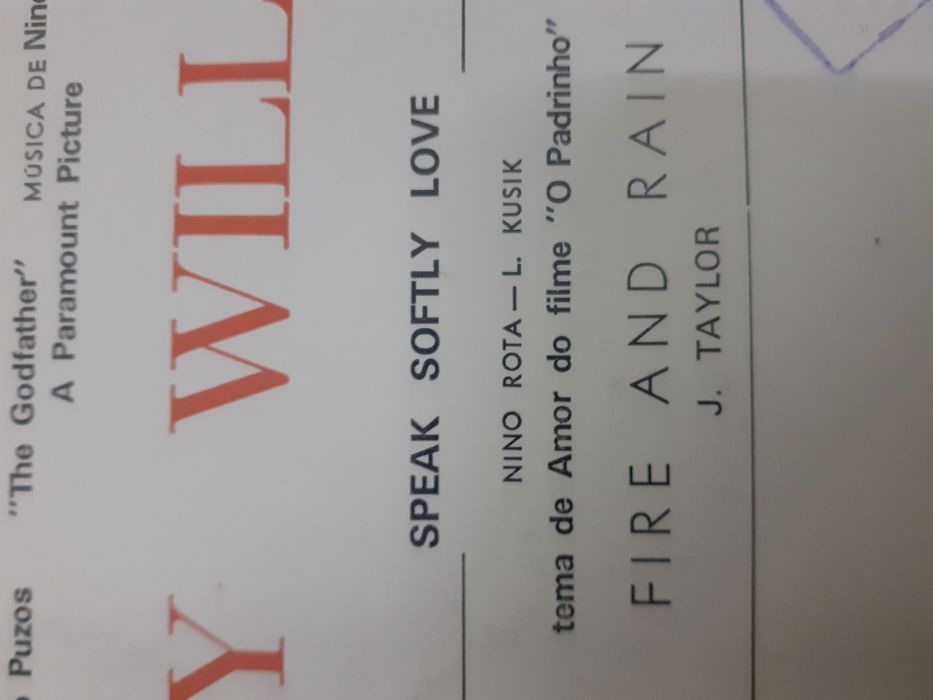 Puzos "The Godfather" MÚSICA DE Nino
A Paramount Picture
Y WILL
SPEAK SOFTLY LOVE
NINO ROTA — L. KUSIK
tema de Amor do filme "O Padrinho"
FIRE AND RAIN
J. TAYLOR